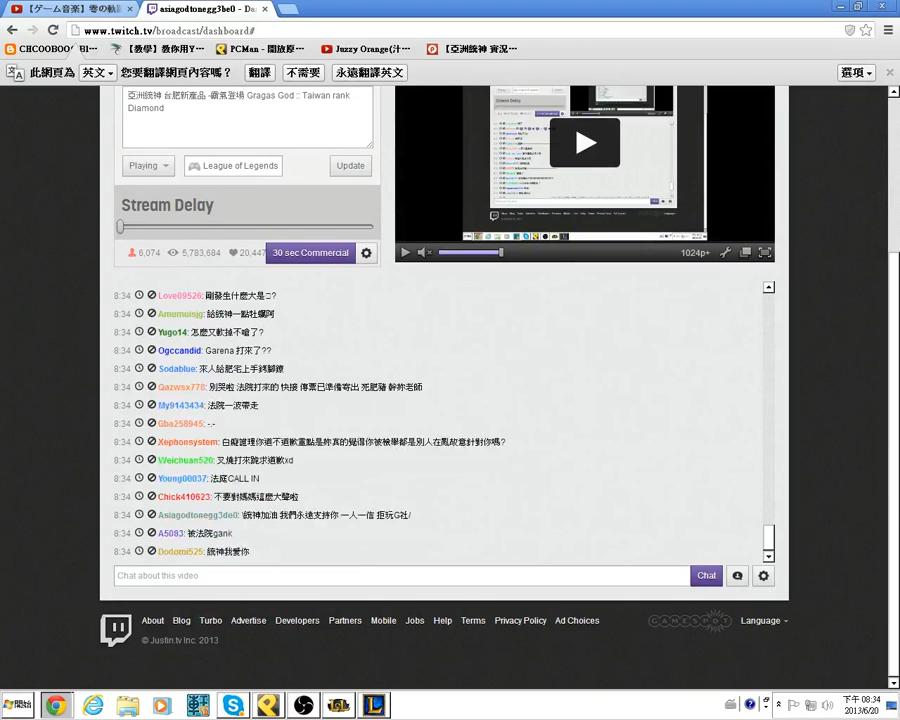 【ゲーム音楽】零の軌跡
asiagodtonegg3be0 - Da
www.twitch.tv/broadcast/dashboard#
CHCOOBOO
【教學】教你用Y
PCMan - 開放原
Juzzy Orange(汁
【亞洲統神 實況
此網頁為 英文 您要翻譯網頁內容嗎？ 翻譯 不需要 永遠翻譯英文 選項
亞洲統神 台肥新產品 -霸氣登場 Gragas God :: Taiwan rank
Diamond
Playing League of Legends Update
Stream Delay
6,074 5,783,684 20,447 30 sec Commercial
Stream Delay
1024p+
8:34 Love09526: 剛發生什麼大是?
8:34 Amumuisjg: 給統神一點牡蠣阿
8:34 Yugo14: 怎麼又軟掉不嗆了?
8:34 Ogccandid: Garena 打來了??
8:34 Sodablue: 來人給肥宅上手銬腳鐐
8:34 Qazwsx778: 別哭啦 法院打來的 快接 傳票已準備寄出 死肥豬 幹妳老師
8:34 My9143434: 法院一波帶走
8:34 Gba258945: -.-
8:34 Xephonsystem: 白癡誰理你道不道歉重點是妳真的覺得你被檢舉都是別人在亂故意針對你嗎?
8:34 Weichuan520: 叉燒打來跪求道歉xd
8:34 Young00037: 法庭CALL IN
8:34 Chick410623: 不要對媽媽這麼大聲啦
8:34 Asiagodtonegg3de0: \統神加油 我們永遠支持你 一人一信 拒玩G社/
8:34 A5083: 被法院gank
8:34 Dodomi525: 統神我愛你
Chat about this video Chat
About Blog Turbo Advertise Developers Partners Mobile Jobs Help Terms Privacy Policy Ad Choices GAMESPOT Language
© Justin.tv Inc. 2013
開始
下午 08:34
2013/6/20